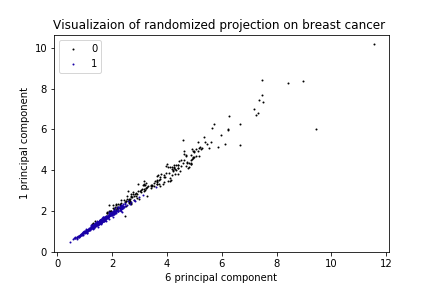 Visualizaion of randomized projection on breast cancer
0
1
10
8
6
4
2
0
1 principal component
0 2 4 6 8 10 12
6 principal component